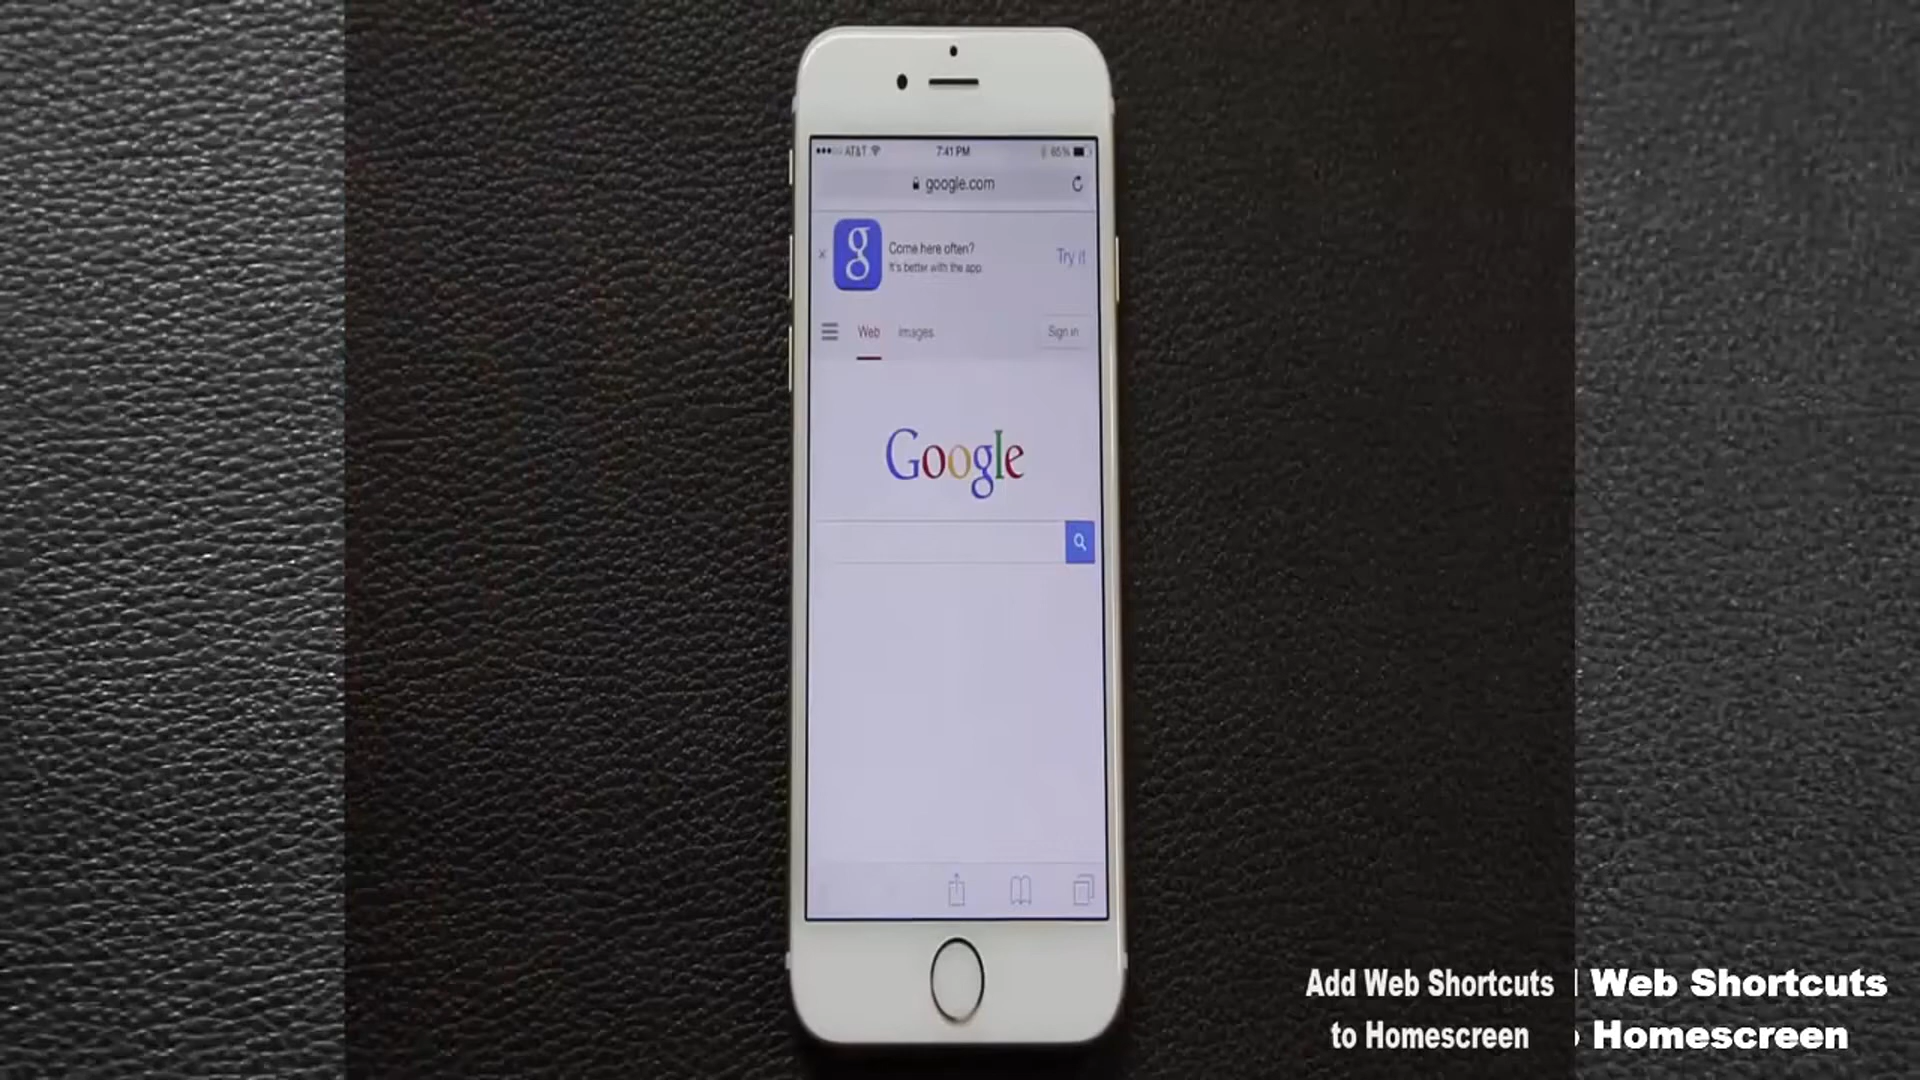 AT&T 7:41 PM 65%
google.com
g
Come here often?
It's better with the app.
Try it
Web Images Sign in
Google
Add Web Shortcuts
to Homescreen
Web Shortcuts
Homescreen